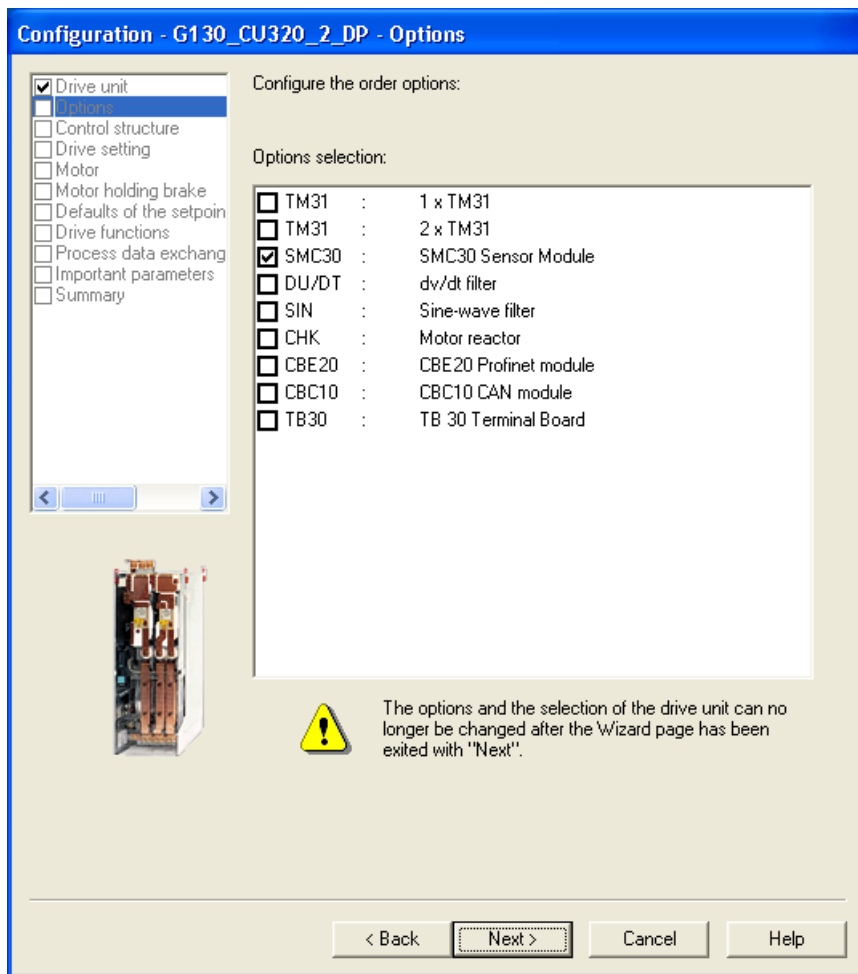 Configuration - G130_CU320_2_DP - Options
Drive unit
Options
Control structure
Drive setting
Motor
Motor holding brake
Defaults of the setpoin
Drive functions
Process data exchang
Important parameters
Summary
Configure the order options:
Options selection:
TM31 : 1 x TM31
TM31 : 2 x TM31
SMC30 : SMC30 Sensor Module
DU/DT : dv/dt filter
SIN : Sine-wave filter
CHK : Motor reactor
CBE20 : CBE20 Profinet module
CBC10 : CBC10 CAN module
TB30 : TB 30 Terminal Board
The options and the selection of the drive unit can no
longer be changed after the Wizard page has been
exited with "Next".
< Back Next > Cancel Help